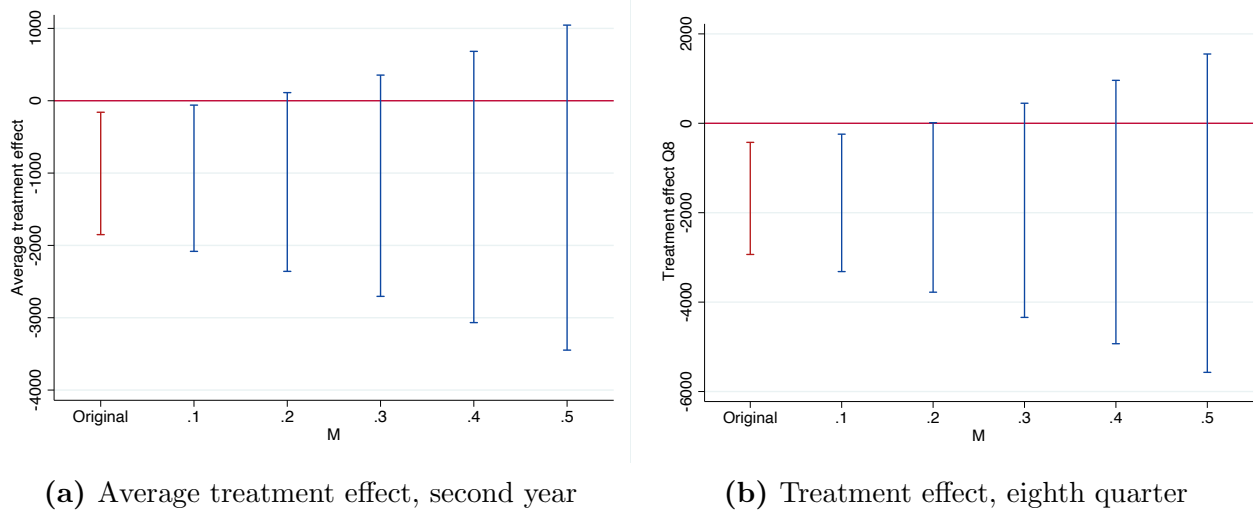 1000
0
-1000
-2000
-3000
-4000
Average treatment effect
Original .1 .2 .3 .4 .5
M
2000
0
-2000
-4000
-6000
Treatment effect Q8
Original .1 .2 .3 .4 .5
M
(a) Average treatment effect, second year
(b) Treatment effect, eighth quarter